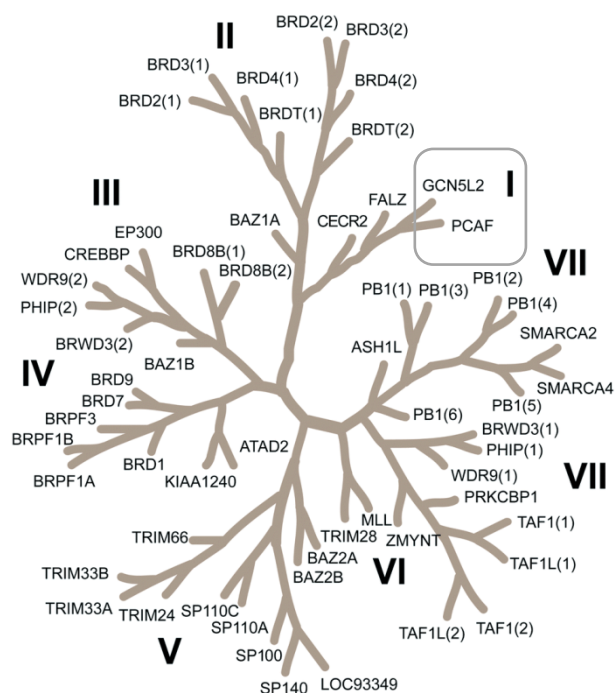 II
BRD2(2)
BRD3(2)
BRD3(1)
BRD4(1)
BRD4(2)
BRD2(1)
BRDT(1)
BRDT(2)
I
GCN5L2
FALZ
PCAF
CECR2
BAZ1A
III
EP300
CREBBP
BRD8B(1)
BRD8B(2)
WDR9(2)
PHIP(2)
BRWD3(2)
BAZ1B
VII
PB1(1)
PB1(3)
PB1(2)
PB1(4)
SMARCA2
SMARCA4
PB1(5)
ASH1L
PB1(6)
IV
BRD9
BRD7
BRPF3
BRPF1B
BRPF1A
BRD1
KIAA1240
ATAD2
BRWD3(1)
PHIP(1)
WDR9(1)
VII
PRKCBP1
TAF1(1)
TAF1L(1)
TAF1(2)
TAF1L(2)
ZMYNT
MLL
TRIM28
VI
BAZ2A
BAZ2B
TRIM66
TRIM33B
TRIM33A
TRIM24
V
SP110C
SP110A
SP100
SP140
LOC93349